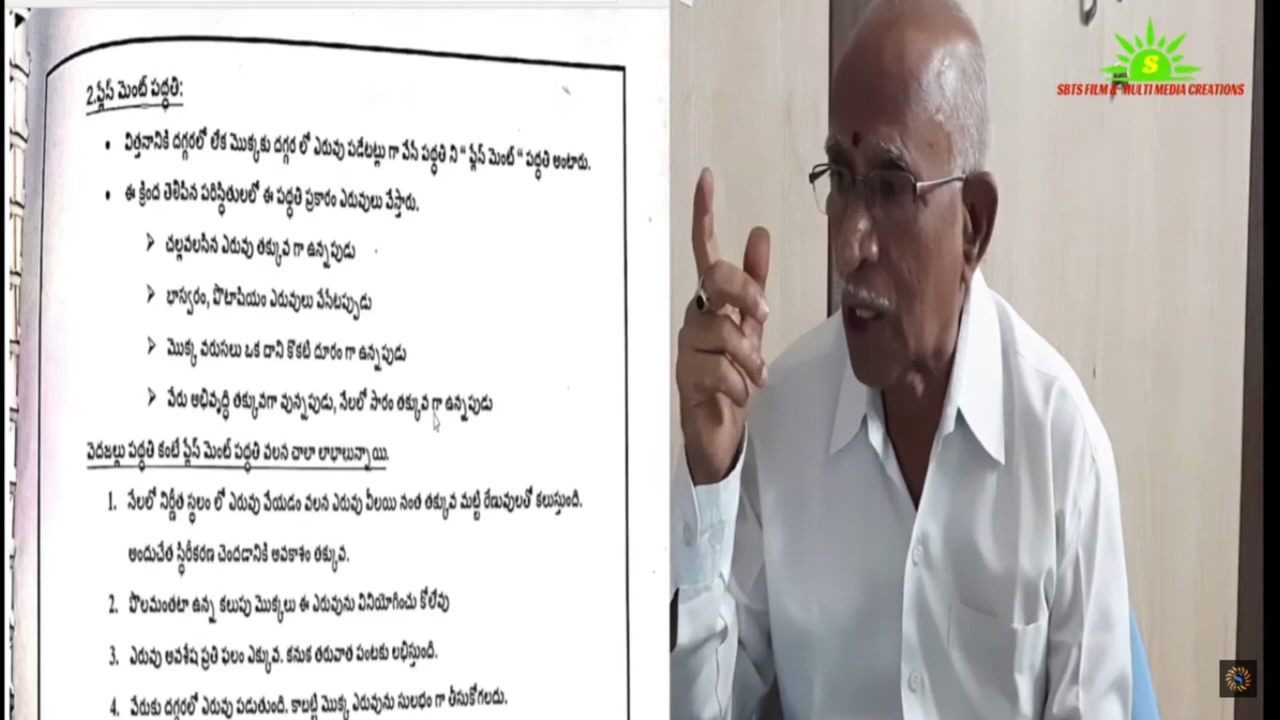 2.ప్లేస్ మెంట్ పద్ధతి:
• విత్తనానికి దగ్గరలో లేక మొక్కకు దగ్గర లో ఎరువు పడేటట్లు గా వేసే పద్ధతి ని “ ప్లేస్ మెంట్ “ పద్ధతి అంటారు.
• ఈ క్రింద తెలిపిన పరిస్థితులలో ఈ పద్ధతి ప్రకారం ఎరువులు వేస్తారు.
➤ చల్లవలసిన ఎరువు తక్కువ గా ఉన్నపుడు
➤ భాస్వరం, పొటాషియం ఎరువులు వేసేటప్పుడు
➤ మొక్క వరుసలు ఒక దాని కొకటి దూరం గా ఉన్నపుడు
➤ వేరు అభివృద్ధి తక్కువగా వున్నపుడు, నేలలో సారం తక్కువ గా ఉన్నపుడు
వెదజల్లు పద్ధతి కంటే ప్లేస్ మెంట్ పద్ధతి వలన చాలా లాభాలున్నాయి.
1. నేలలో నిర్ణీత స్థలం లో ఎరువు వేయడం వలన ఎరువు వీలయి నంత తక్కువ మట్టి రేణువులతో కలుస్తుంది.
అందుచేత స్థిరీకరణ చెందడానికి అవకాశం తక్కువ.
2. పొలమంతటా ఉన్న కలుపు మొక్కలు ఈ ఎరువును వినియోగించు కోలేవు
3. ఎరువు అవశేష ప్రతి ఫలం ఎక్కువ. కనుక తరువాత పంటకు లభిస్తుంది.
4. వేరుకు దగ్గరలో ఎరువు పడుతుంది. కాబట్టి మొక్క ఎరువును సులభం గా తీసుకోగలదు.
S
SBTS FILM & MULTI MEDIA CREATIONS